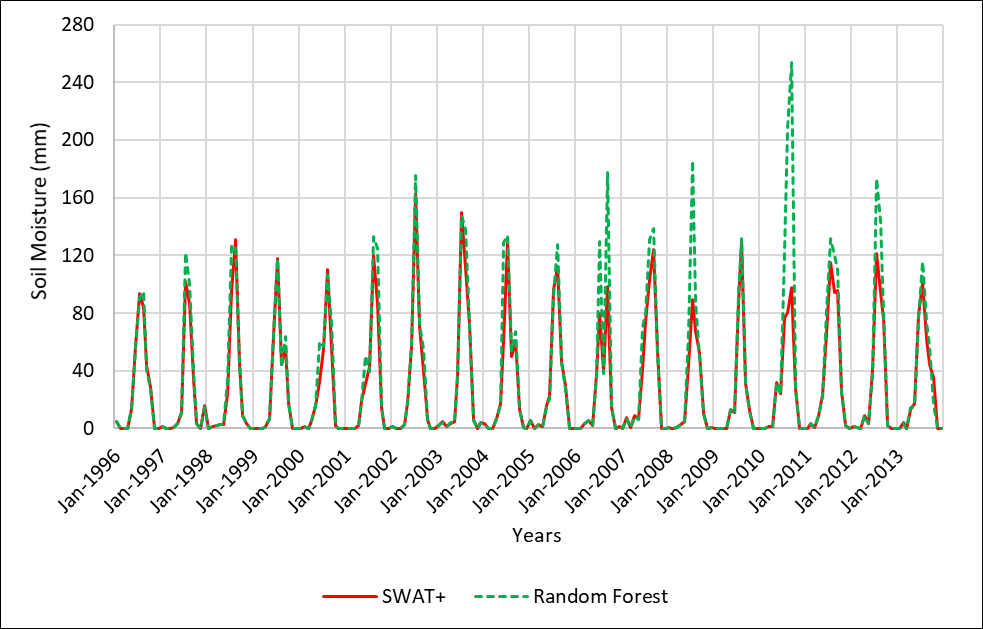 280
240
200
160
120
80
40
0
Soil Moisture (mm)
Jan-1996
Jan-1997
Jan-1998
Jan-1999
Jan-2000
Jan-2001
Jan-2002
Jan-2003
Jan-2004
Jan-2005
Jan-2006
Jan-2007
Jan-2008
Jan-2009
Jan-2010
Jan-2011
Jan-2012
Jan-2013
Years
SWAT+
Random Forest